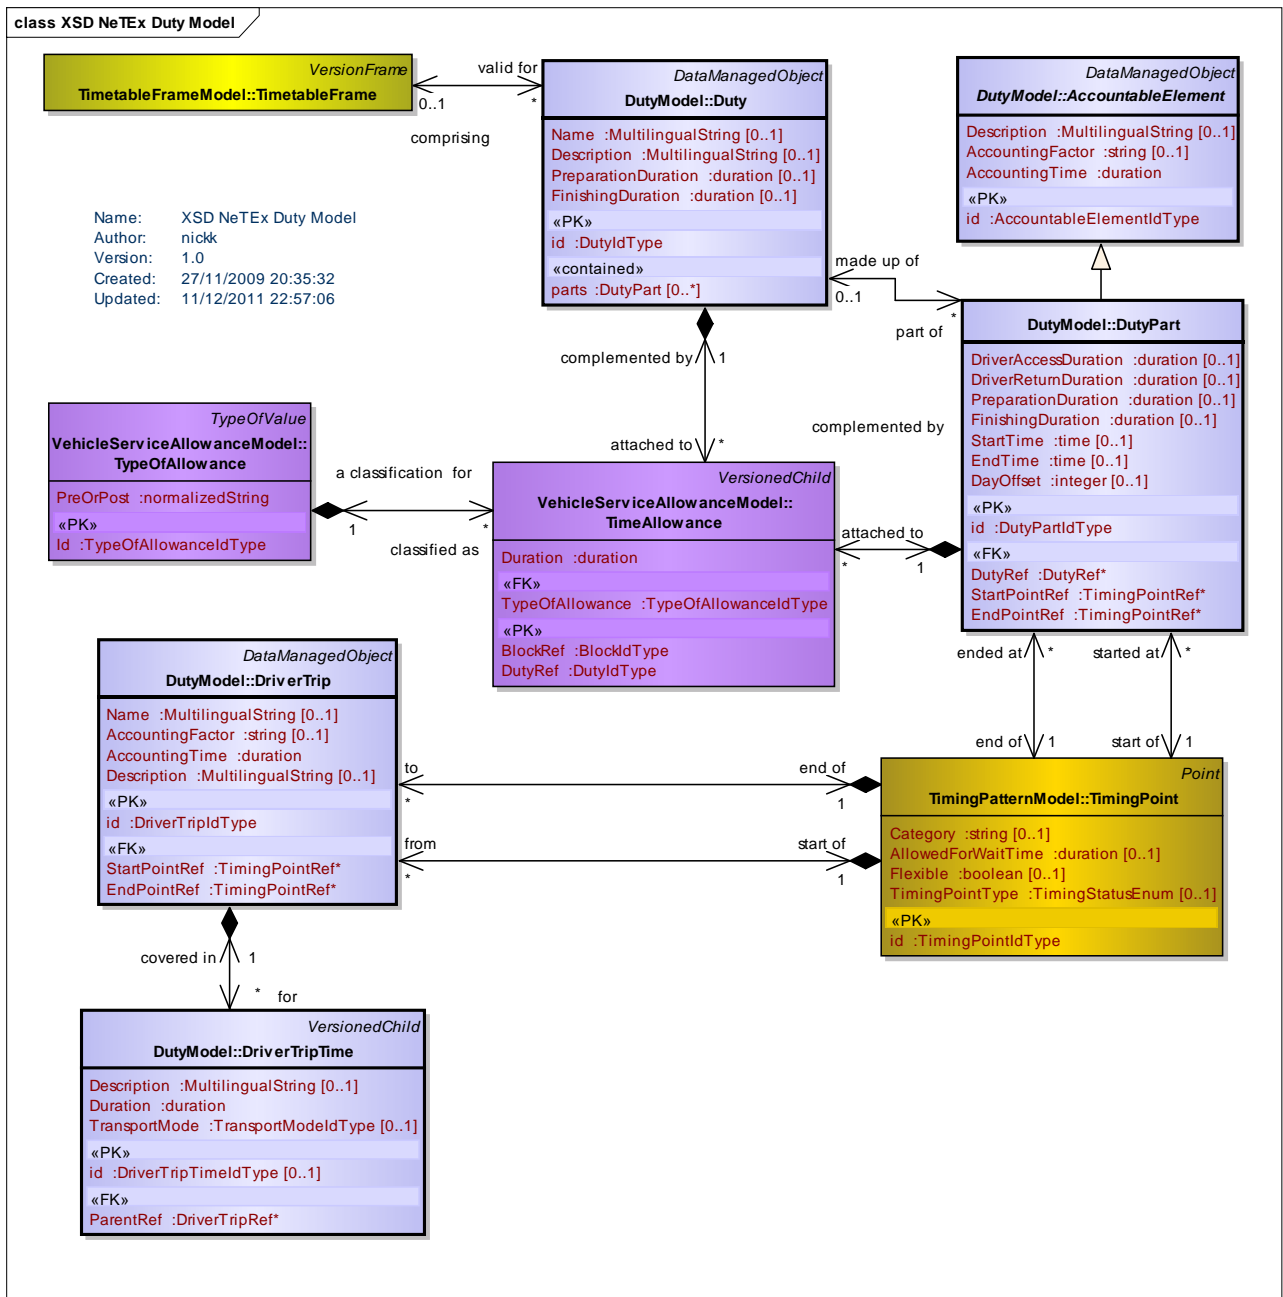 class XSD NeTEx Duty Model
VersionFrame
TimetableFrameModel::TimetableFrame
valid for
0..1
*
comprising
DataManagedObject
DutyModel::Duty
Name :MultilingualString [0..1]
Description :MultilingualString [0..1]
PreparationDuration :duration [0..1]
FinishingDuration :duration [0..1]
«PK»
id :DutyIdType
«contained»
parts :DutyPart [0..*]
DataManagedObject
DutyModel::AccountableElement
Description :MultilingualString [0..1]
AccountingFactor :string [0..1]
AccountingTime :duration
«PK»
id :AccountableElementIdType
Name: XSD NeTEx Duty Model
Author: nickk
Version: 1.0
Created: 27/11/2009 20:35:32
Updated: 11/12/2011 22:57:06
made up of
0..1
*
part of
DutyModel::DutyPart
DriverAccessDuration :duration [0..1]
DriverReturnDuration :duration [0..1]
PreparationDuration :duration [0..1]
FinishingDuration :duration [0..1]
StartTime :time [0..1]
EndTime :time [0..1]
DayOffset :integer [0..1]
«PK»
id :DutyPartIdType
«FK»
DutyRef :DutyRef*
StartPointRef :TimingPointRef*
EndPointRef :TimingPointRef*
complemented by
1
attached to
*
complemented by
attached to
*
1
TypeOfValue
VehicleServiceAllowanceModel::
TypeOfAllowance
PreOrPost :normalizedString
«PK»
Id :TypeOfAllowanceIdType
a classification for
1
*
classified as
VersionedChild
VehicleServiceAllowanceModel::
TimeAllowance
Duration :duration
«FK»
TypeOfAllowance :TypeOfAllowanceIdType
«PK»
BlockRef :BlockIdType
DutyRef :DutyIdType
ended at
*
started at
*
end of
1
start of
1
DataManagedObject
DutyModel::DriverTrip
Name :MultilingualString [0..1]
AccountingFactor :string [0..1]
AccountingTime :duration
Description :MultilingualString [0..1]
«PK»
id :DriverTripIdType
«FK»
StartPointRef :TimingPointRef*
EndPointRef :TimingPointRef*
to
*
end of
1
from
*
start of
1
Point
TimingPatternModel::TimingPoint
Category :string [0..1]
AllowedForWaitTime :duration [0..1]
Flexible :boolean [0..1]
TimingPointType :TimingStatusEnum [0..1]
«PK»
id :TimingPointIdType
covered in
1
*
for
VersionedChild
DutyModel::DriverTripTime
Description :MultilingualString [0..1]
Duration :duration
TransportMode :TransportModeIdType [0..1]
«PK»
id :DriverTripTimeIdType [0..1]
«FK»
ParentRef :DriverTripRef*